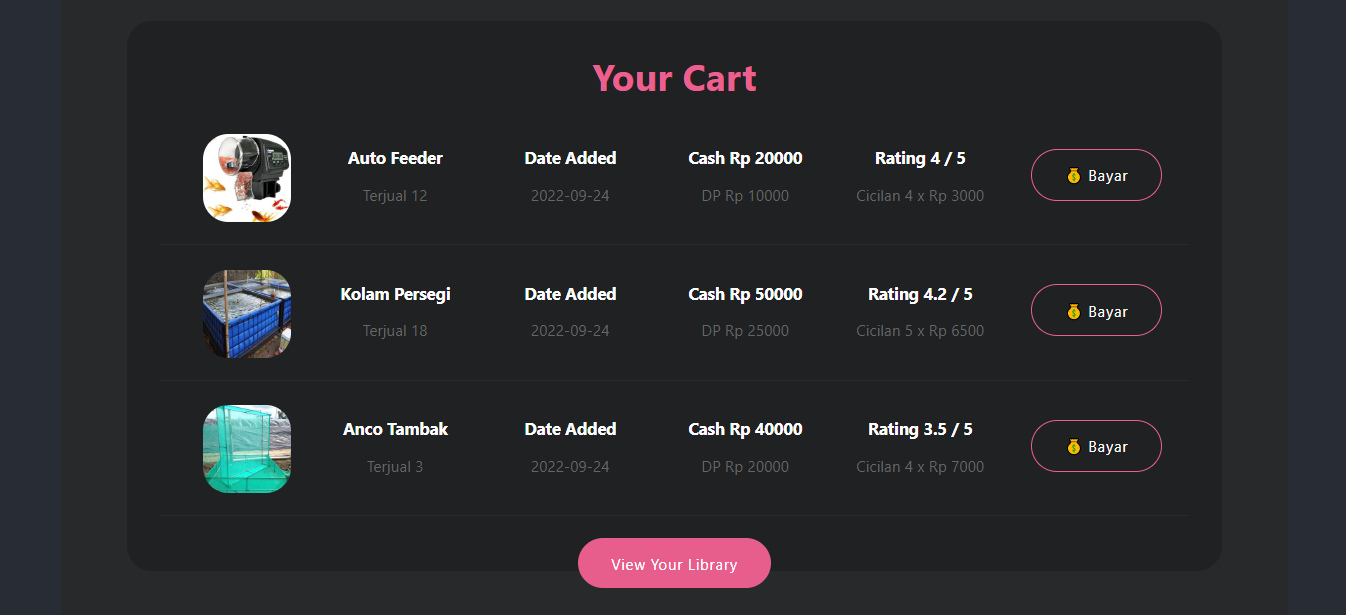 Your Cart
Auto Feeder
Terjual 12
Date Added
2022-09-24
Cash Rp 20000
DP Rp 10000
Rating 4 / 5
Cicilan 4 x Rp 3000
Bayar
Kolam Persegi
Terjual 18
Date Added
2022-09-24
Cash Rp 50000
DP Rp 25000
Rating 4.2 / 5
Cicilan 5 x Rp 6500
Bayar
Anco Tambak
Terjual 3
Date Added
2022-09-24
Cash Rp 40000
DP Rp 20000
Rating 3.5 / 5
Cicilan 4 x Rp 7000
Bayar
View Your Library